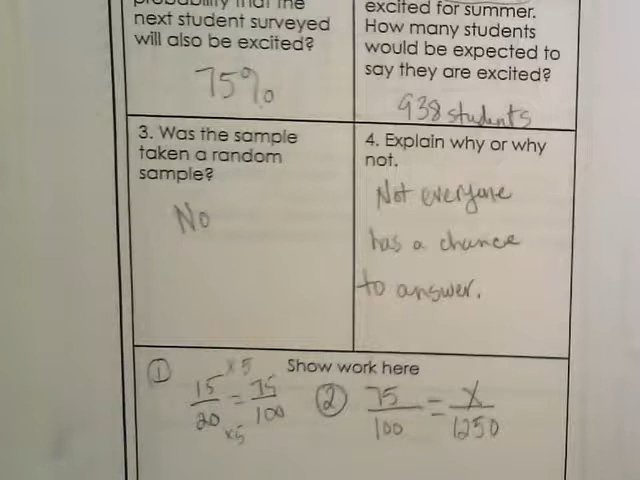 probability that the
next student surveyed
will also be excited?
75%
excited for summer.
How many students
would be expected to
say they are excited?
938 students
3. Was the sample
taken a random
sample?
No
4. Explain why or why
not.
Not everyone
has a chance
to answer.
Show work here
① 15/20 = 75/100
x5
x5
② 75/100 = x/1250